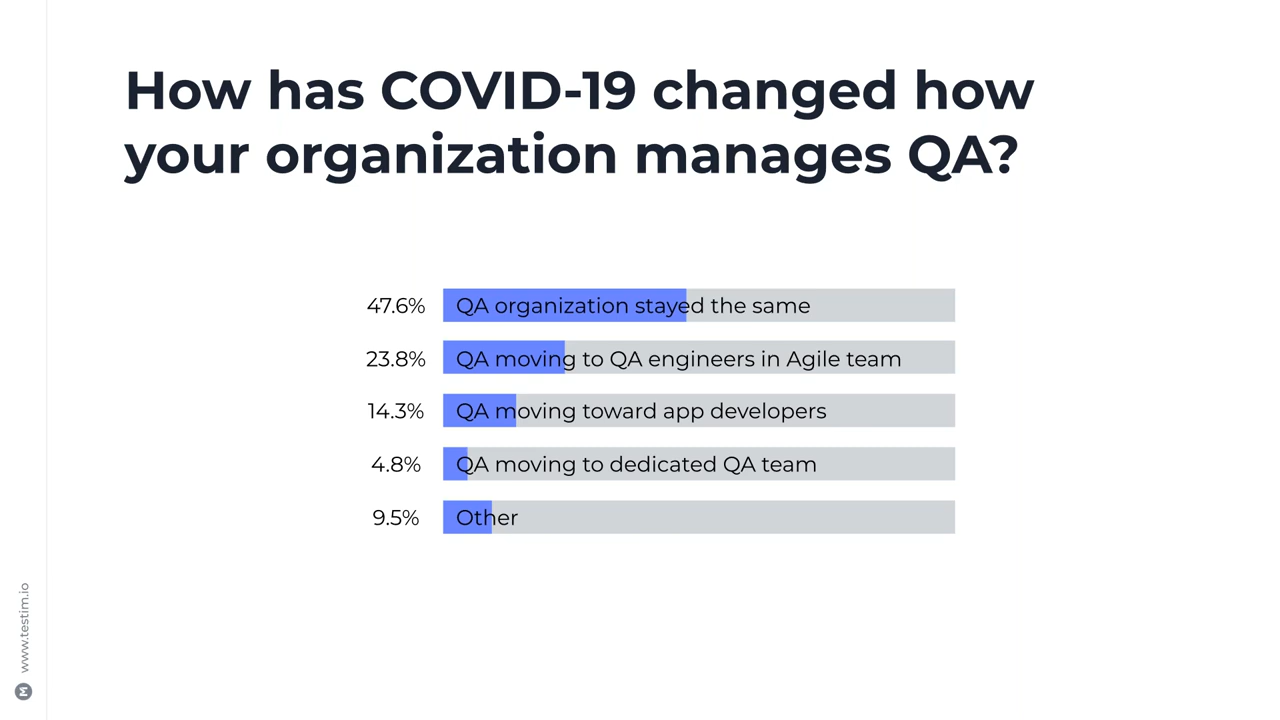 How has COVID-19 changed how
your organization manages QA?
47.6% QA organization stayed the same
23.8% QA moving to QA engineers in Agile team
14.3% QA moving toward app developers
4.8% QA moving to dedicated QA team
9.5% Other
www.testim.io